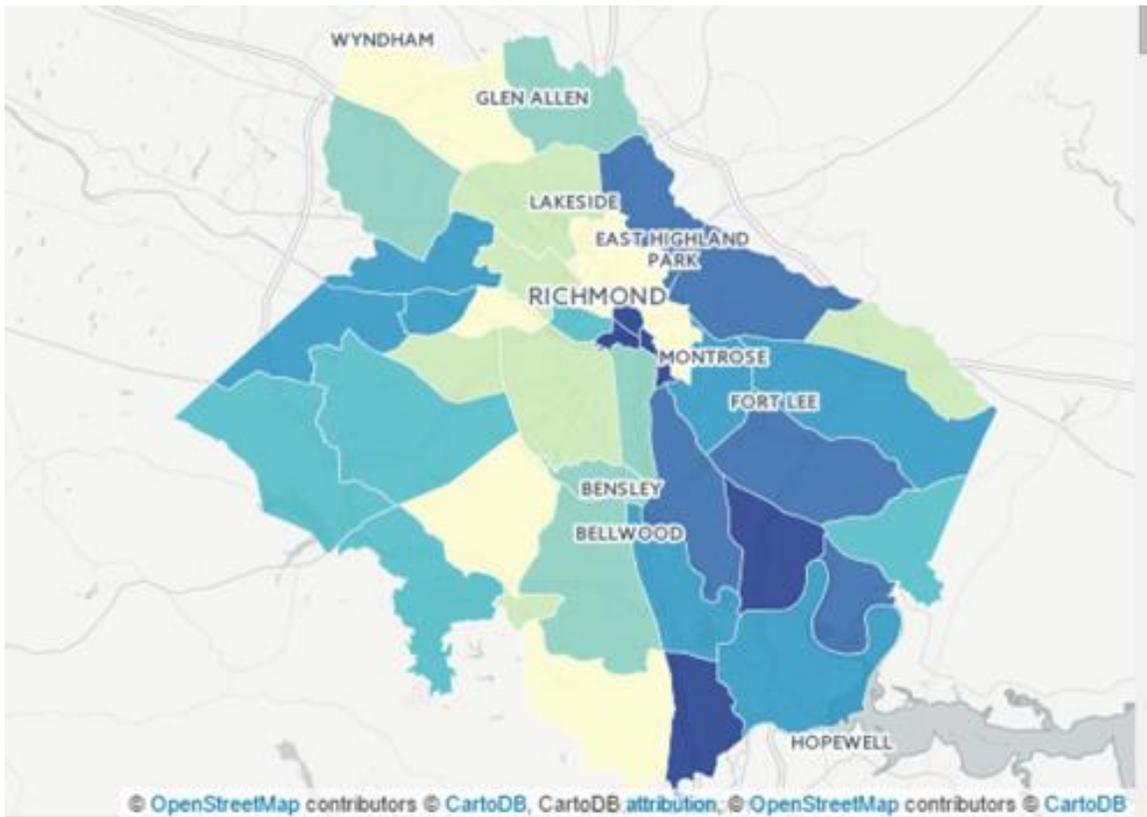 WYNDHAM
GLEN ALLEN
LAKESIDE
EAST HIGHLAND
PARK
RICHMOND
MONTROSE
FORT LEE
BENSLEY
BELLWOOD
HOPEWELL
© OpenStreetMap contributors © CartoDB, CartoDB attribution, © OpenStreetMap contributors © CartoDB